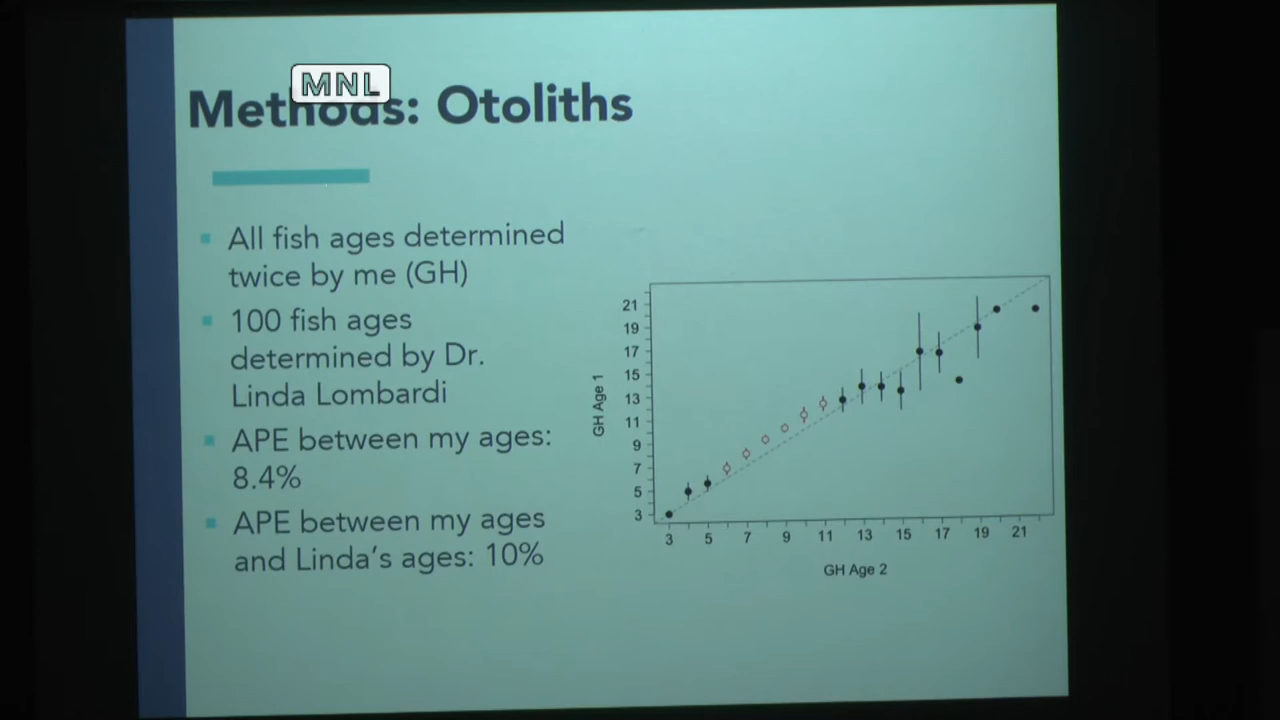 MNL
Methods: Otoliths
All fish ages determined
twice by me (GH)
100 fish ages
determined by Dr.
Linda Lombardi
APE between my ages:
8.4%
APE between my ages
and Linda's ages: 10%
GH Age 1
21
19
17
15
13
11
9
7
5
3
3 5 7 9 11 13 15 17 19 21
GH Age 2